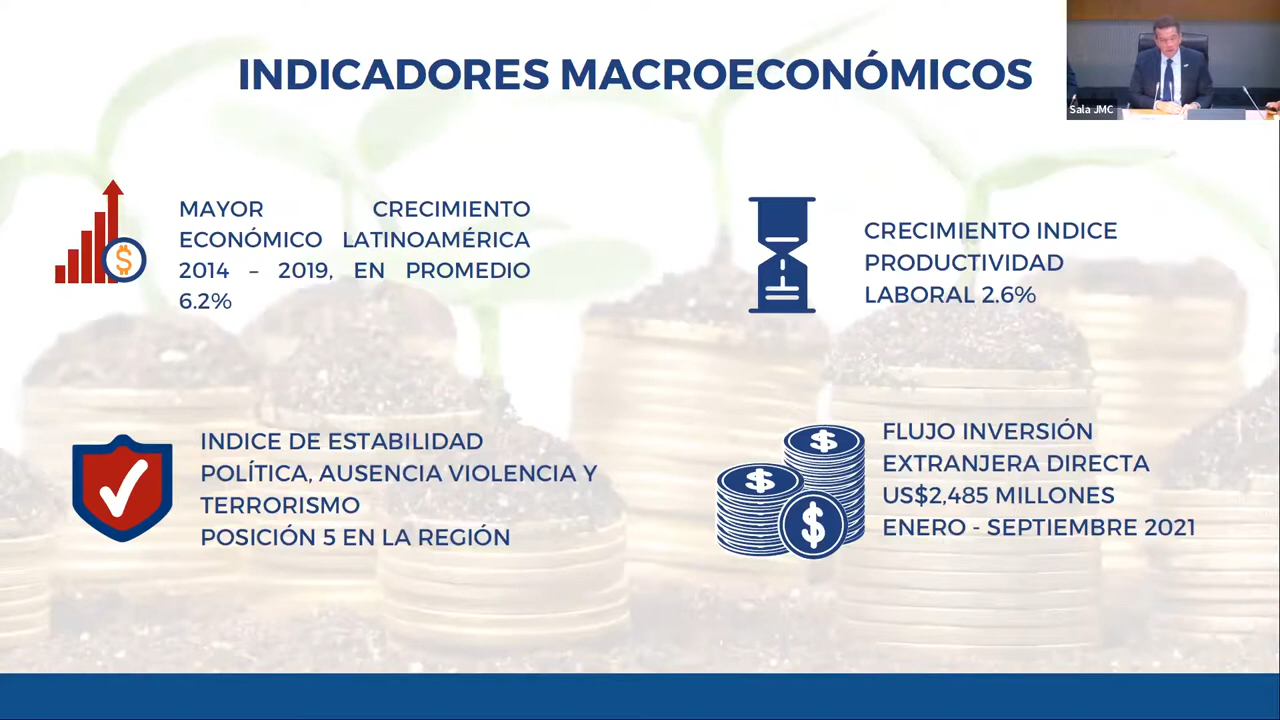 INDICADORES MACROECONÓMICOS
Sala JMC
MAYOR CRECIMIENTO
ECONÓMICO LATINOAMÉRICA
2014 – 2019, EN PROMEDIO
6.2%
CRECIMIENTO INDICE
PRODUCTIVIDAD
LABORAL 2.6%
INDICE DE ESTABILIDAD
POLÍTICA, AUSENCIA VIOLENCIA Y
TERRORISMO
POSICIÓN 5 EN LA REGIÓN
FLUJO INVERSIÓN
EXTRANJERA DIRECTA
US$2,485 MILLONES
ENERO - SEPTIEMBRE 2021